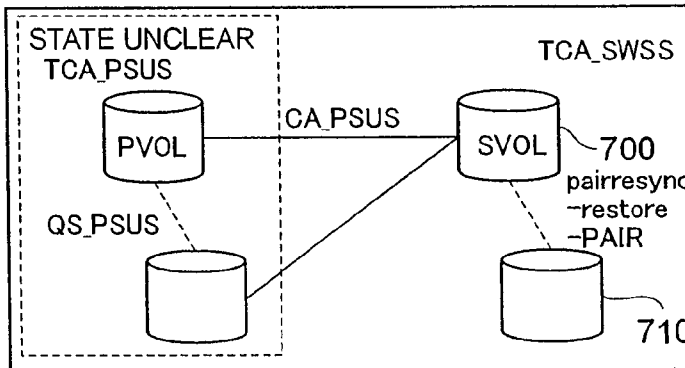 STATE UNCLEAR
TCA_PSUS
TCA_SWSS
CA_PSUS
PVOL
SVOL
700
pairresync
-restore
-PAIR
QS_PSUS
710